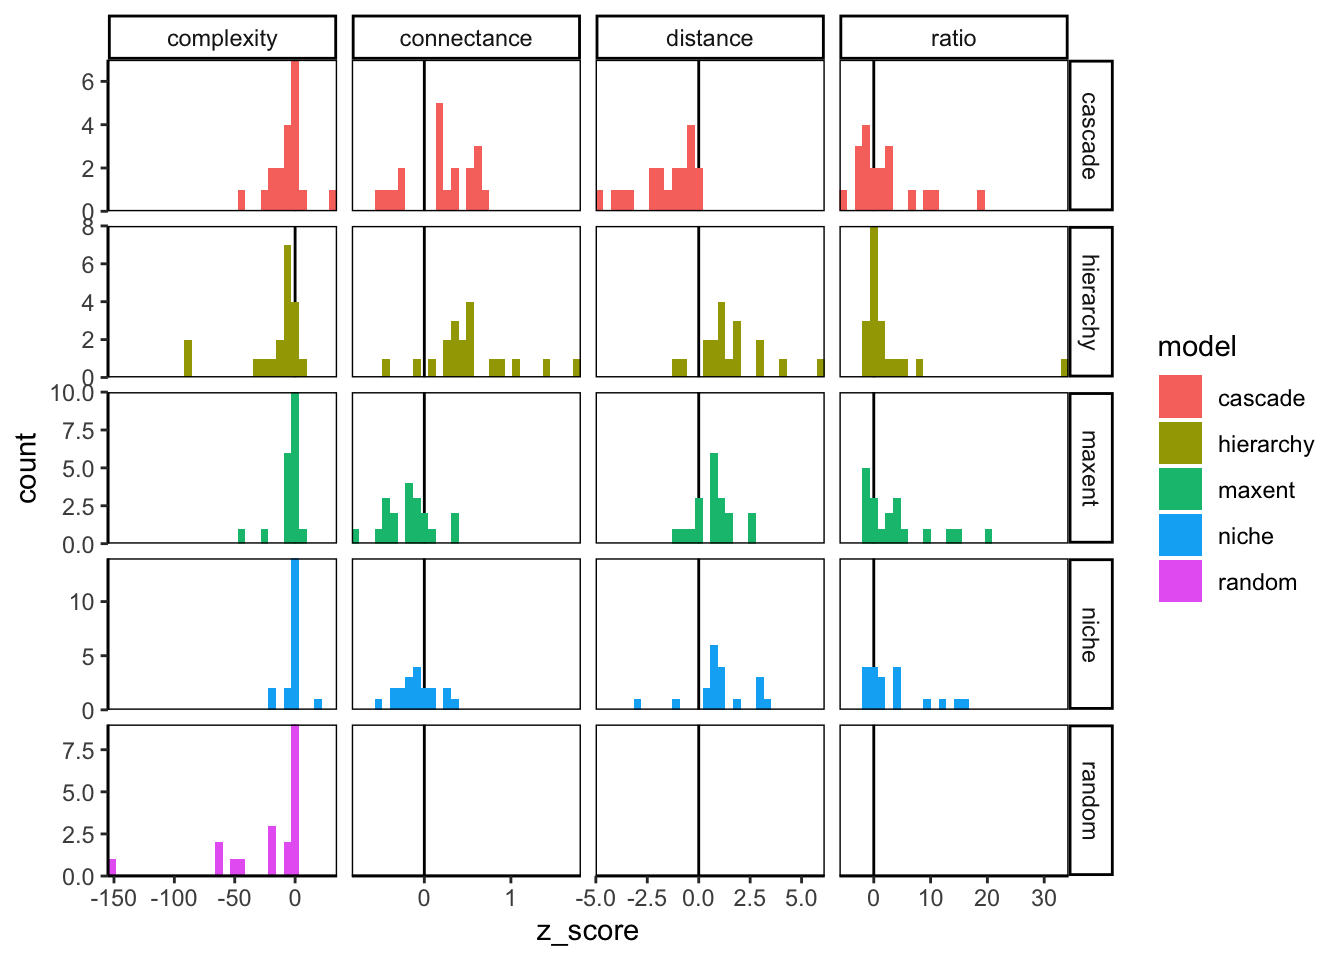 complexity connectance distance ratio
6
4
2
0
cascade
8
6
4
2
0
hierarchy
10.0
7.5
5.0
2.5
0.0
maxent
10
5
0
niche
7.5
5.0
2.5
0.0
random
-150 -100 -50 0 0 1 -5.0 -2.5 0.0 2.5 5.0 0 10 20 30
z_score
count
model
cascade
hierarchy
maxent
niche
random